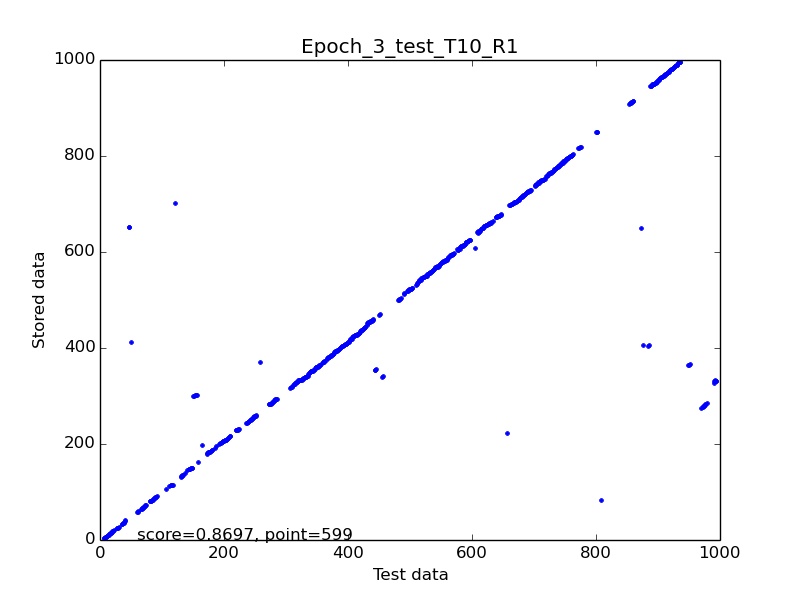 Epoch_3_test_T10_R1
1000
800
600
400
200
0
Stored data
score=0.8697, point=599
0 200 400 600 800 1000
Test data